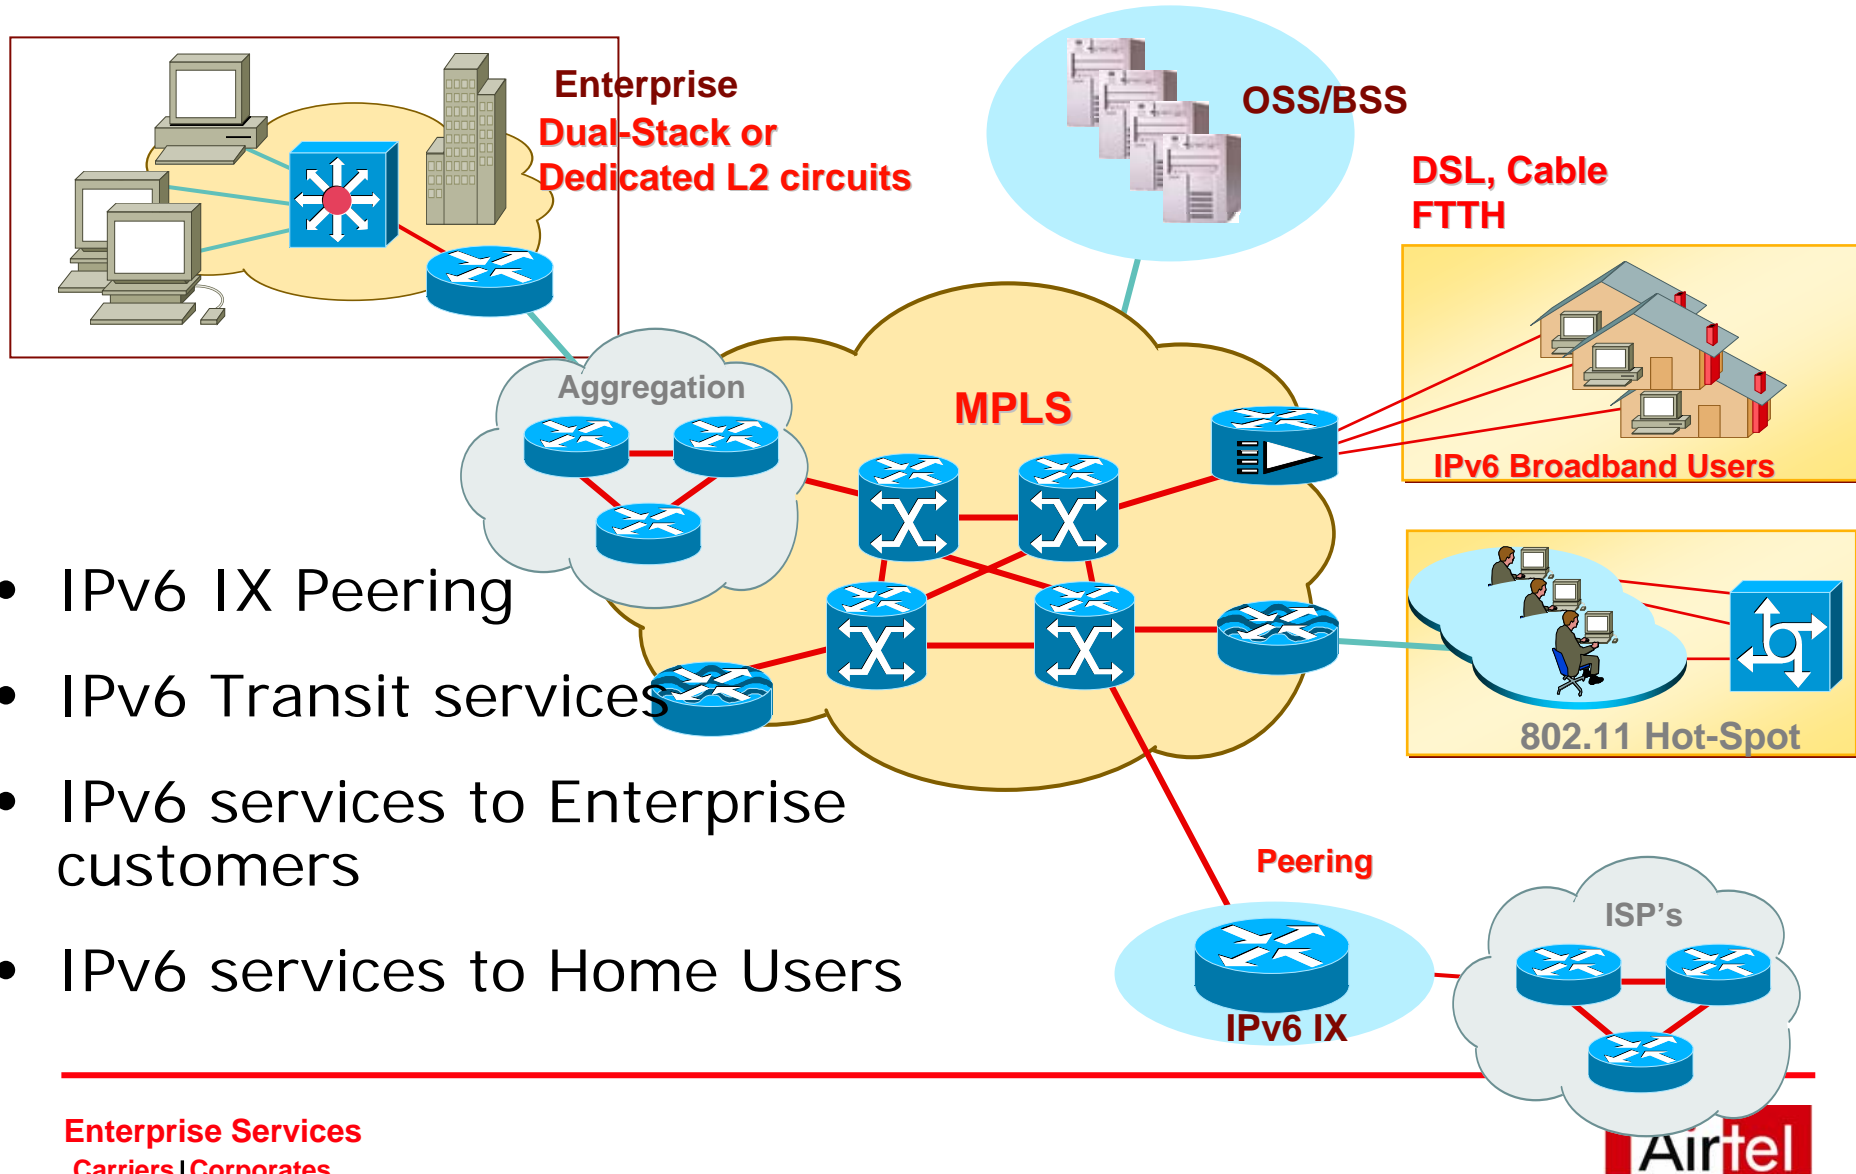 Enterprise
Dual-Stack or
Dedicated L2 circuits
OSS/BSS
DSL, Cable
FTTH
Aggregation
MPLS
IPv6 Broadband Users
802.11 Hot-Spot
• IPv6 IX Peering
• IPv6 Transit services
• IPv6 services to Enterprise
customers
• IPv6 services to Home Users
Peering
ISP's
IPv6 IX
Enterprise Services
Carriers | Corporates
Airtel